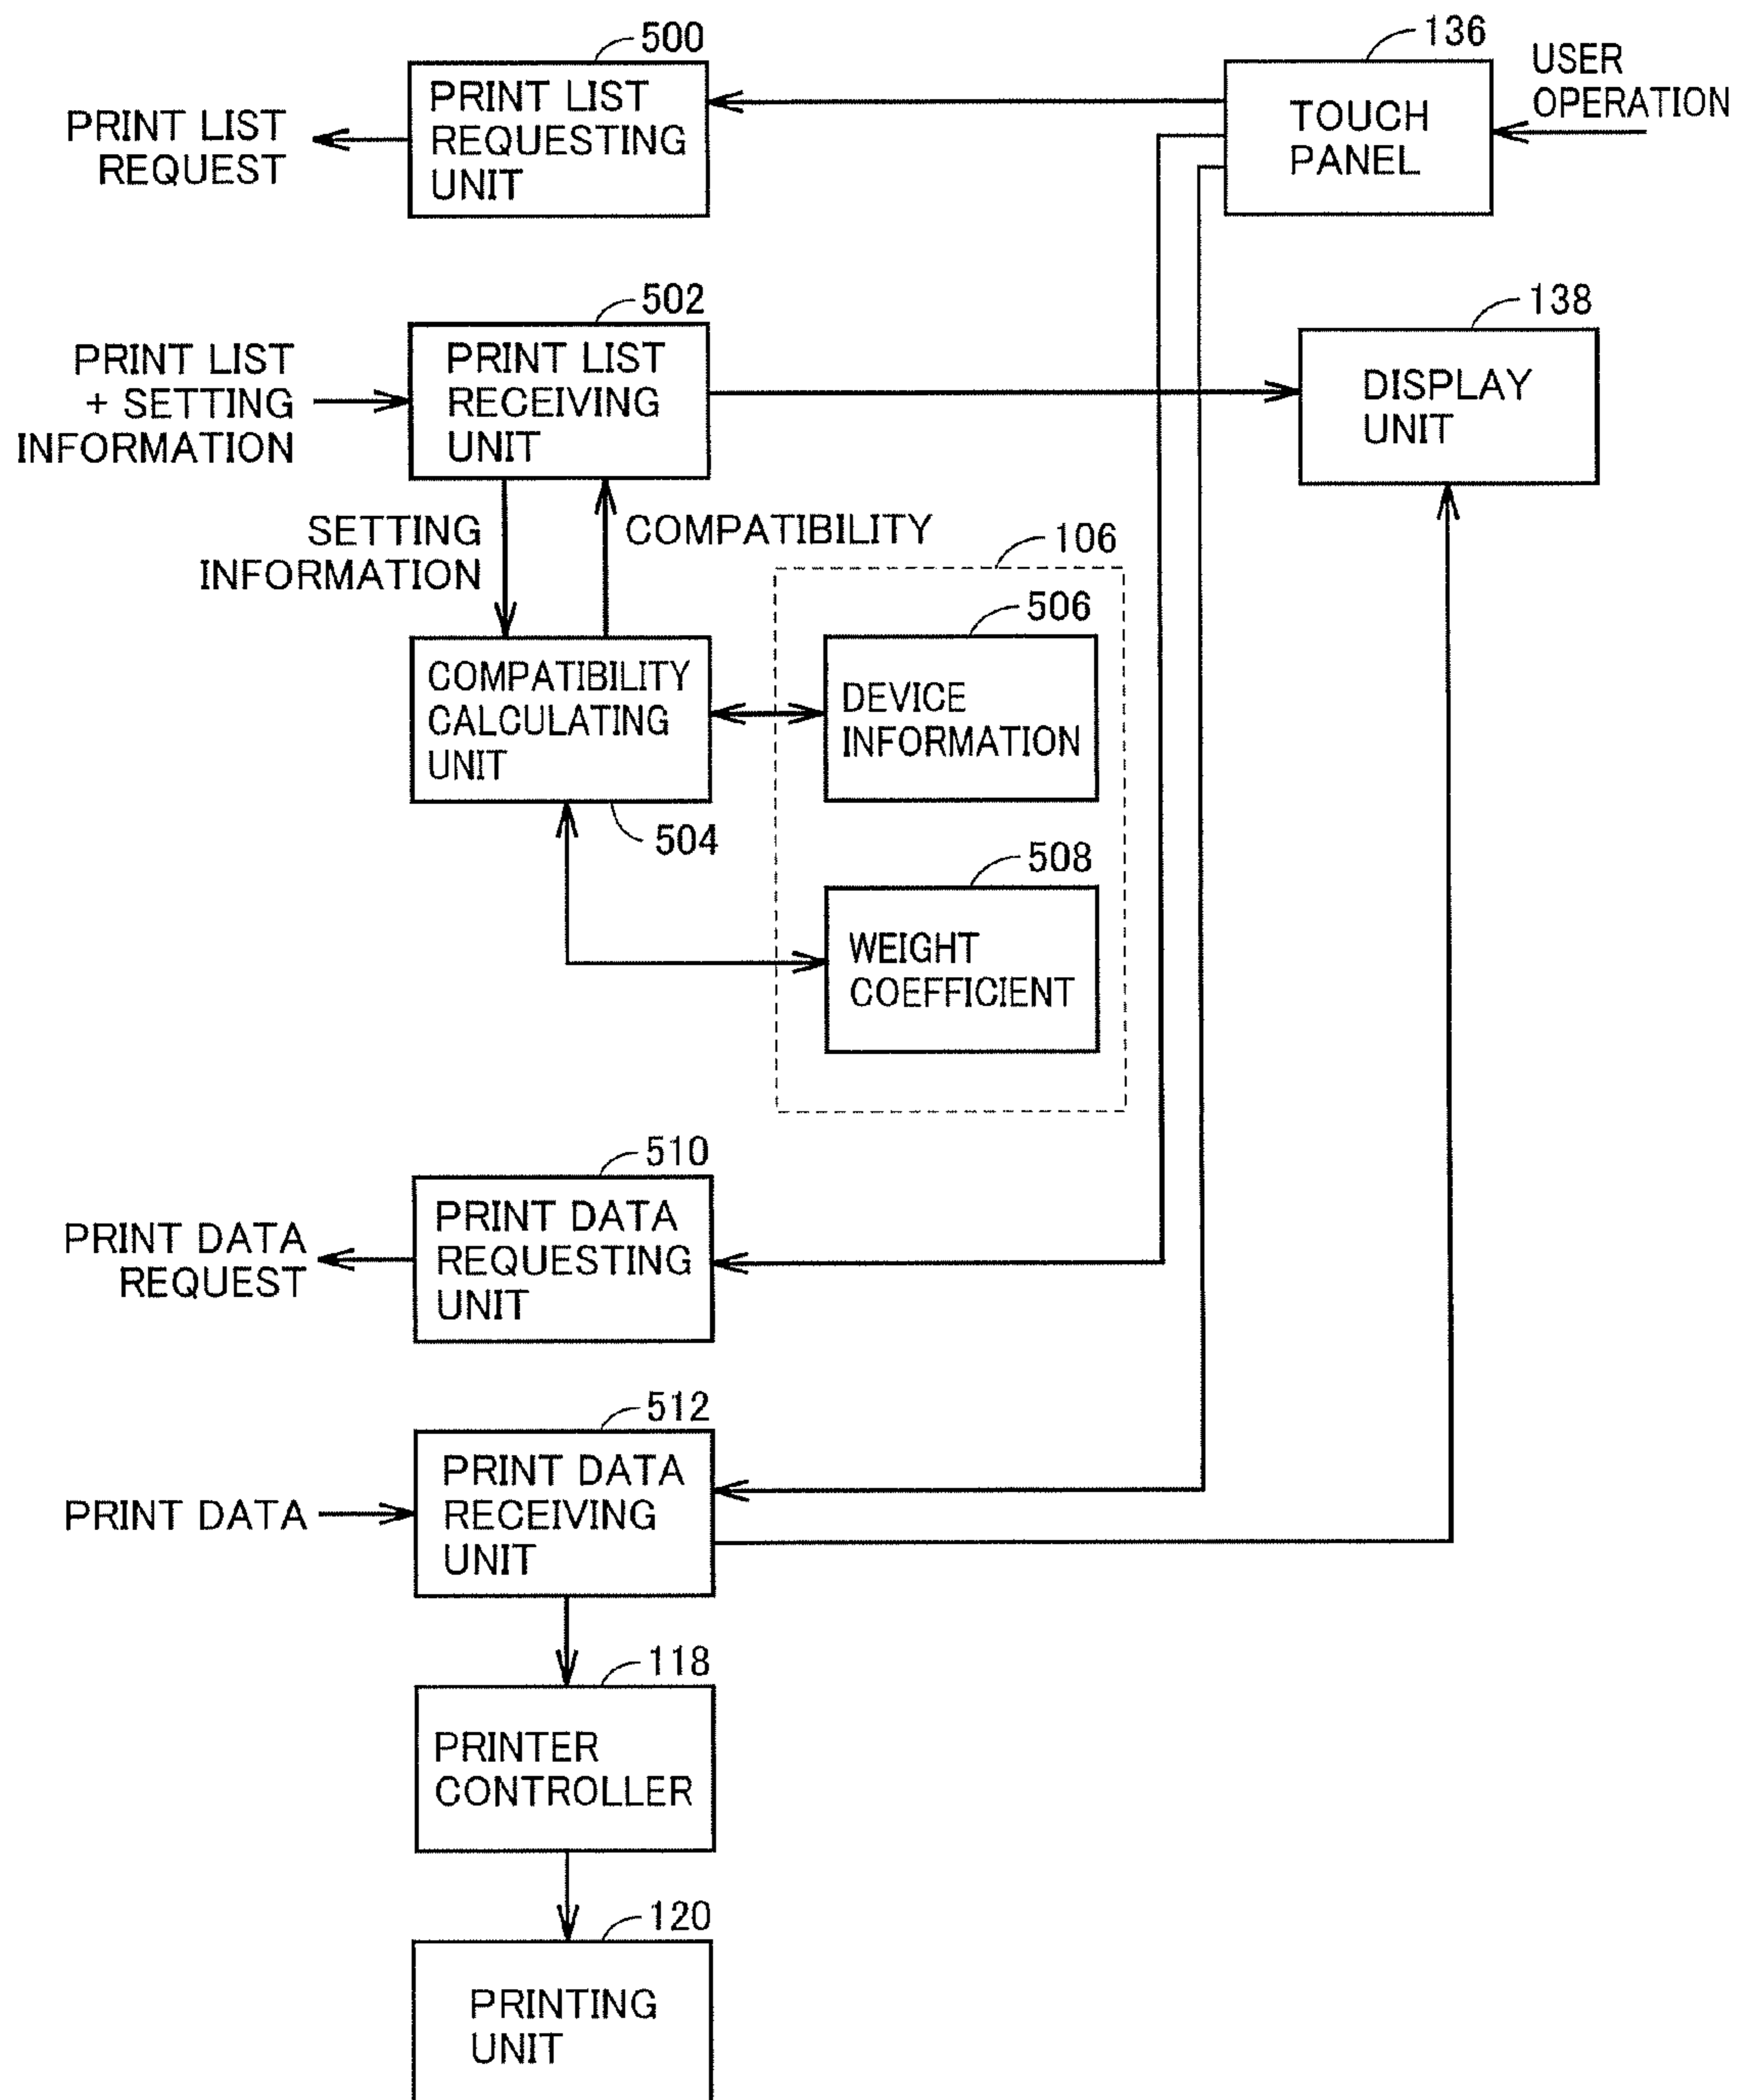 500
PRINT LIST
REQUESTING
UNIT
PRINT LIST
REQUEST
136
TOUCH
PANEL
USER
OPERATION
502
PRINT LIST
RECEIVING
UNIT
PRINT LIST
+ SETTING
INFORMATION
138
DISPLAY
UNIT
SETTING
INFORMATION
COMPATIBILITY
106
506
DEVICE
INFORMATION
COMPATIBILITY
CALCULATING
UNIT
504
508
WEIGHT
COEFFICIENT
510
PRINT DATA
REQUESTING
UNIT
PRINT DATA
REQUEST
512
PRINT DATA
RECEIVING
UNIT
PRINT DATA
118
PRINTER
CONTROLLER
120
PRINTING
UNIT